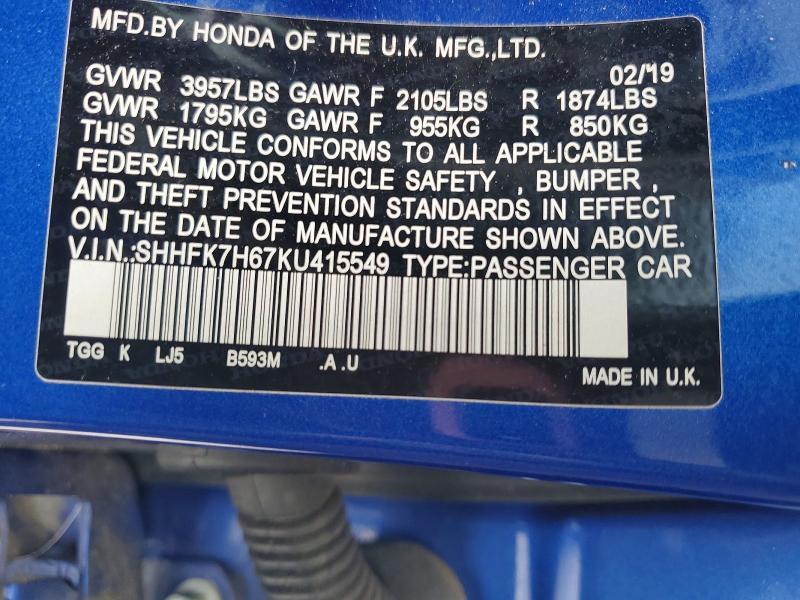 MFD.BY HONDA OF THE U.K. MFG.,LTD.
02/19
GVWR 3957LBS GAWR F 2105LBS R 1874LBS
GVWR 1795KG GAWR F 955KG R 850KG
THIS VEHICLE CONFORMS TO ALL APPLICABLE
FEDERAL MOTOR VEHICLE SAFETY , BUMPER ,
AND THEFT PREVENTION STANDARDS IN EFFECT
ON THE DATE OF MANUFACTURE SHOWN ABOVE.
V.I.N.:SHHFK7H67KU415549 TYPE:PASSENGER CAR
TGG K LJ5 B593M .A .U
MADE IN U.K.